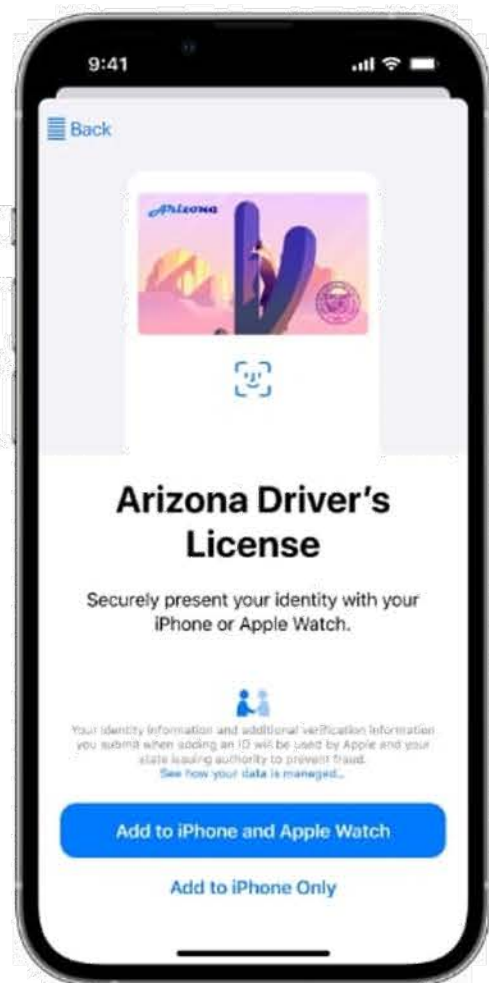 9:41
Back
Arizona
Arizona Driver's
License
Securely present your identity with your
iPhone or Apple Watch.
Your identity information and additional verification information
you submit when adding an ID will be used by Apple and your
state issuing authority to prevent fraud.
See how your data is managed...
Add to iPhone and Apple Watch
Add to iPhone Only